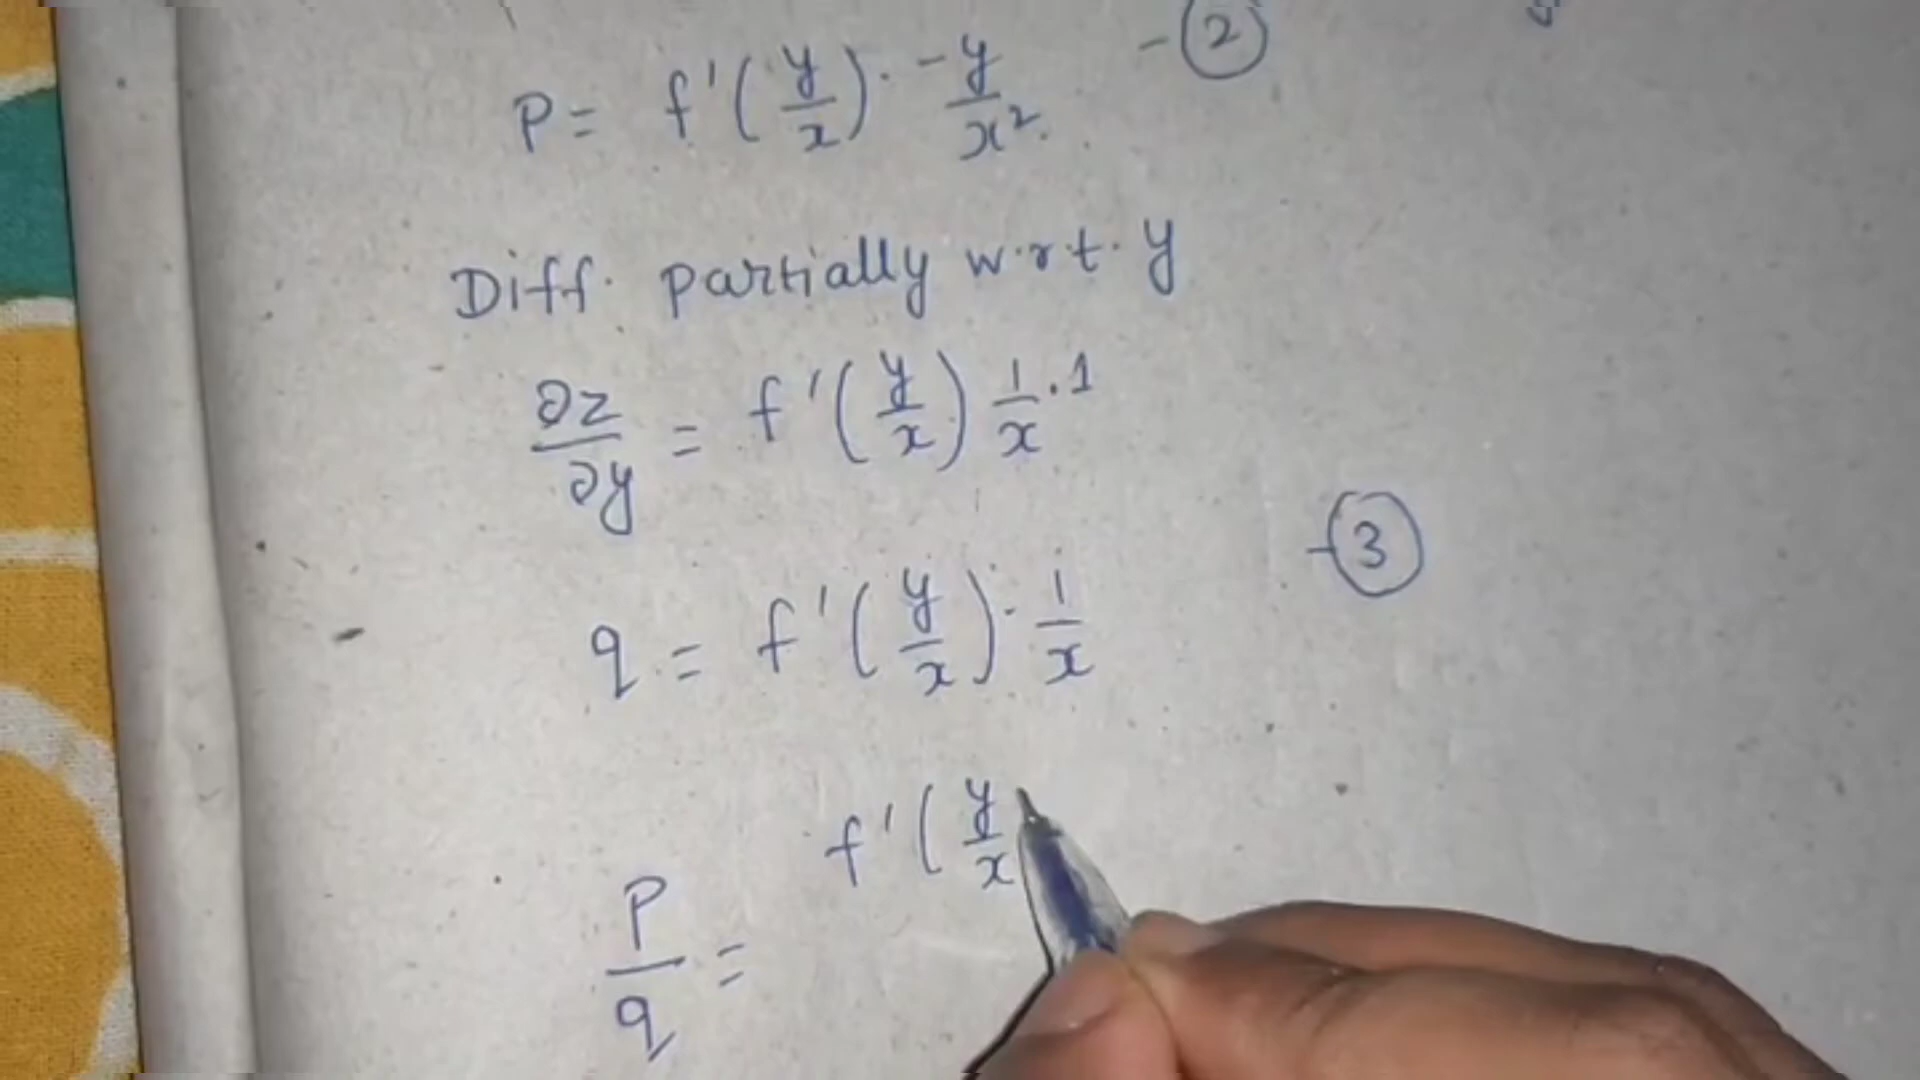 p = f'(y/x) · -y/x² - ②
Diff. partially w.r.t. y
∂z/∂y = f'(y/x) 1/x · 1
- ③
q = f'(y/x) · 1/x
f'(y/x
p/q =